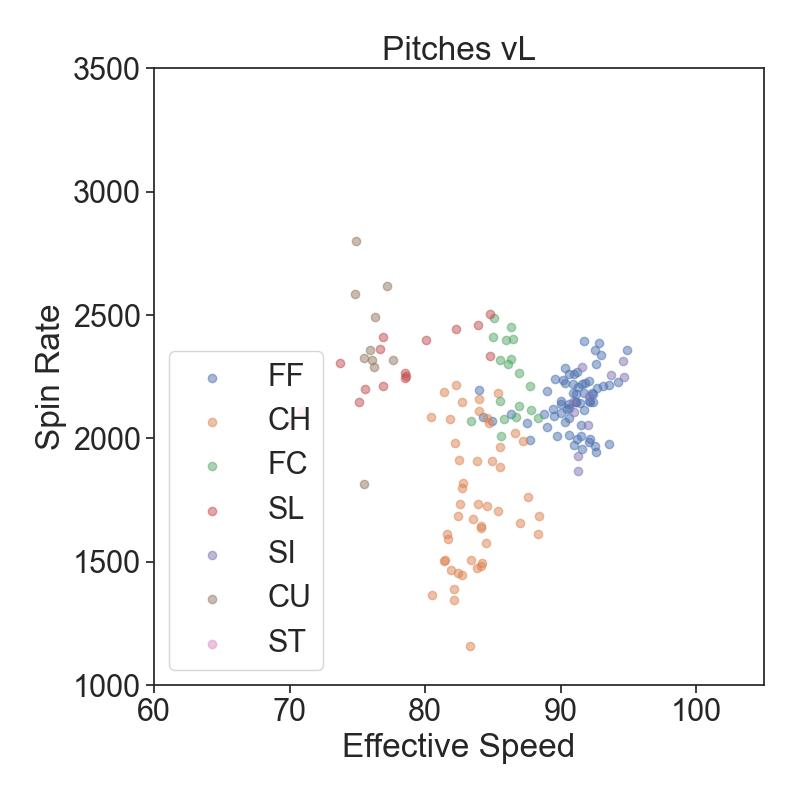 Pitches vL
3500
3000
2500
2000
1500
1000
Spin Rate
FF
CH
FC
SL
SI
CU
ST
60 70 80 90 100
Effective Speed